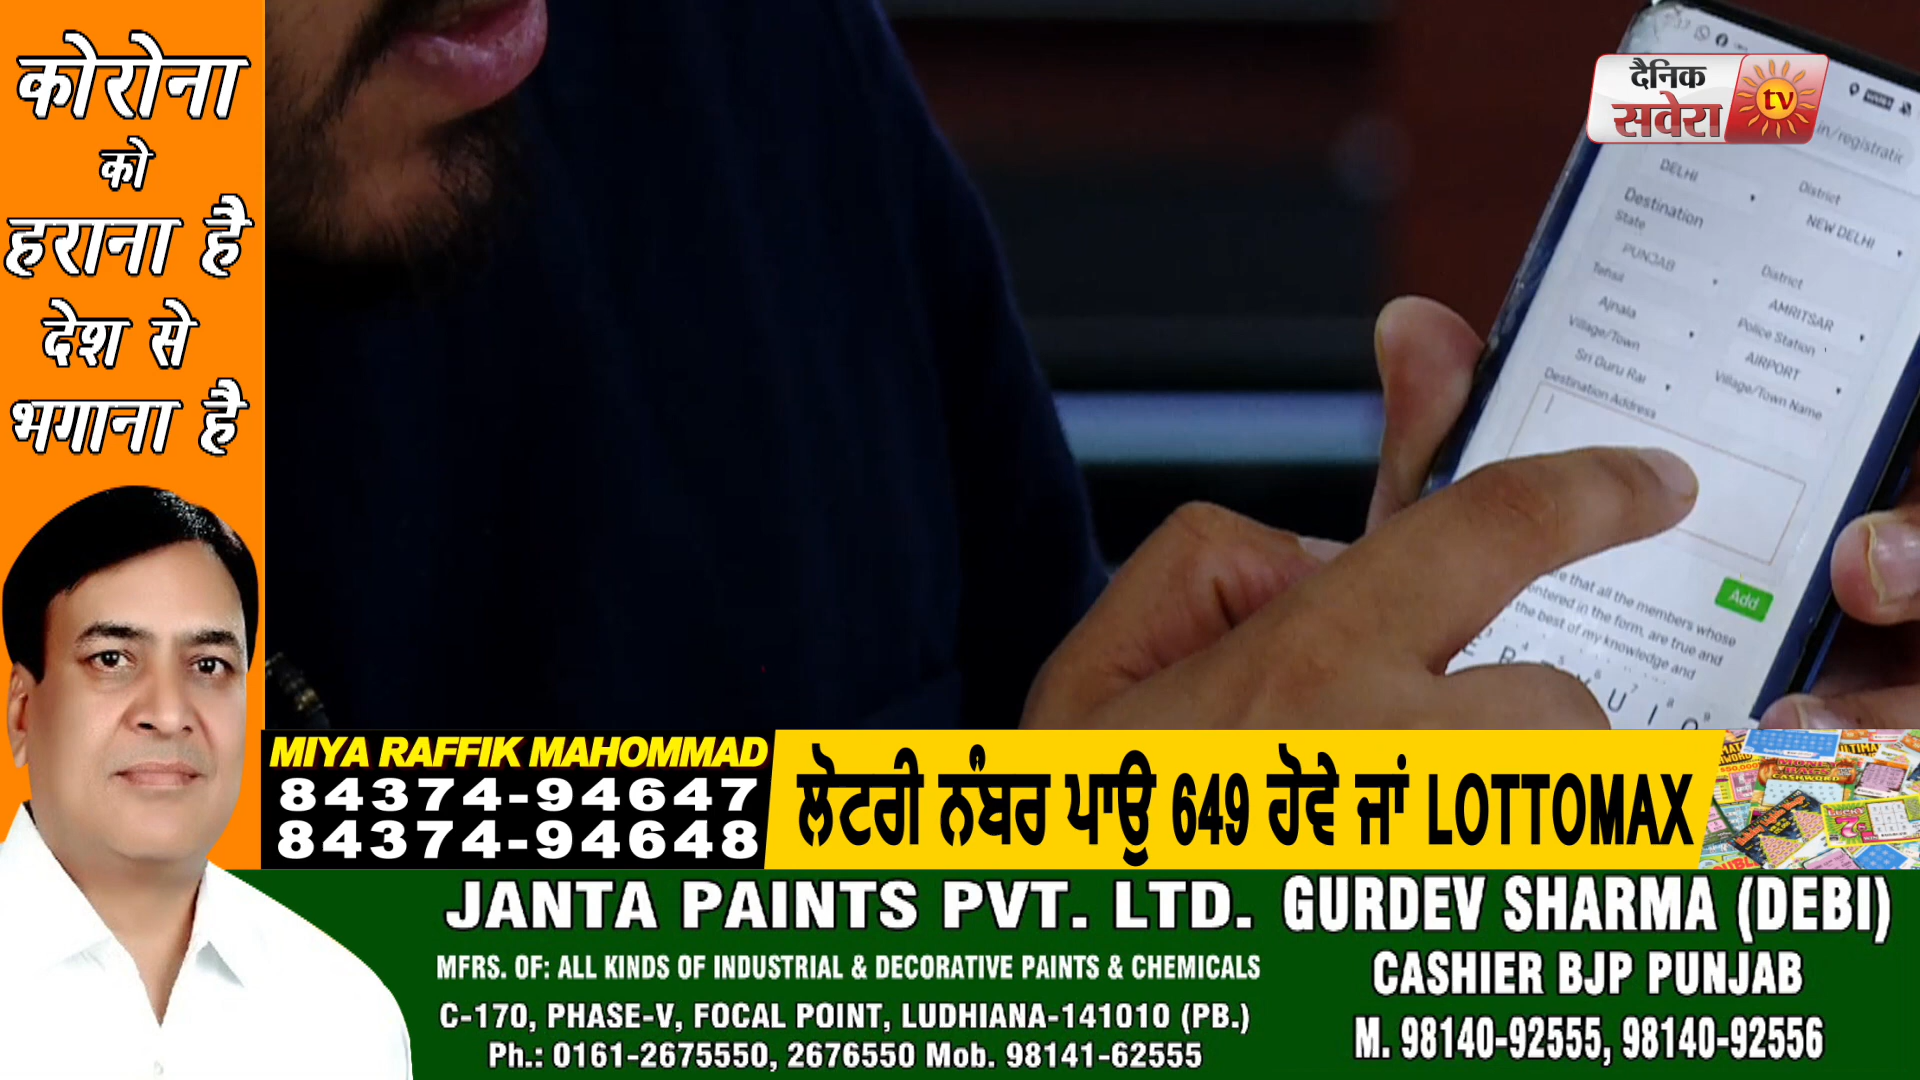 कोरोना
को
हराना है
देश से
भगाना है
दैनिक
सवेरा
tv
in/registratic
DELHI
District
Destination
State
NEW DELHI
PUNJAB
District
Tehsil
AMRITSAR
Ajnala
Police Station
Village/Town
AIRPORT
Sri Guru Ra
Village/Town Name
Destination Address
Add
re that all the members whose
entered in the form, are true and
the best of my knowledge and
MIYA RAFFIK MAHOMMAD
84374-94647
84374-94648
ਲੋਟਰੀ ਨੰਬਰ ਪਾਉ 649 ਹੋਵੇ ਜਾਂ LOTTOMAX
JANTA PAINTS PVT. LTD.
MFRS. OF: ALL KINDS OF INDUSTRIAL & DECORATIVE PAINTS & CHEMICALS
C-170, PHASE-V, FOCAL POINT, LUDHIANA-141010 (PB.)
Ph.: 0161-2675550, 2676550 Mob. 98141-62555
GURDEV SHARMA (DEBI)
CASHIER BJP PUNJAB
M. 98140-92555, 98140-92556